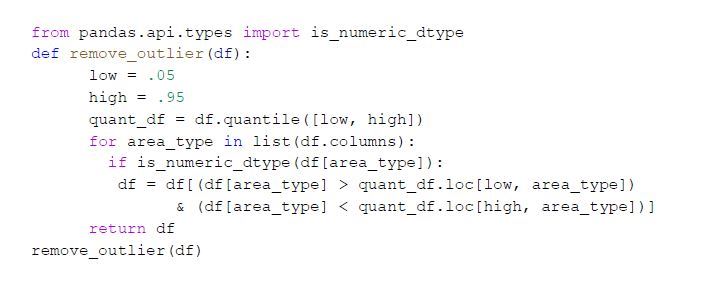 from pandas.api.types import is_numeric_dtype
def remove_outlier(df):
low = .05
high = .95
quant_df = df.quantile([low, high])
for area_type in list(df.columns):
if is_numeric_dtype(df[area_type]):
df = df[(df[area_type] > quant_df.loc[low, area_type])
& (df[area_type] < quant_df.loc[high, area_type])]
return df
remove_outlier(df)